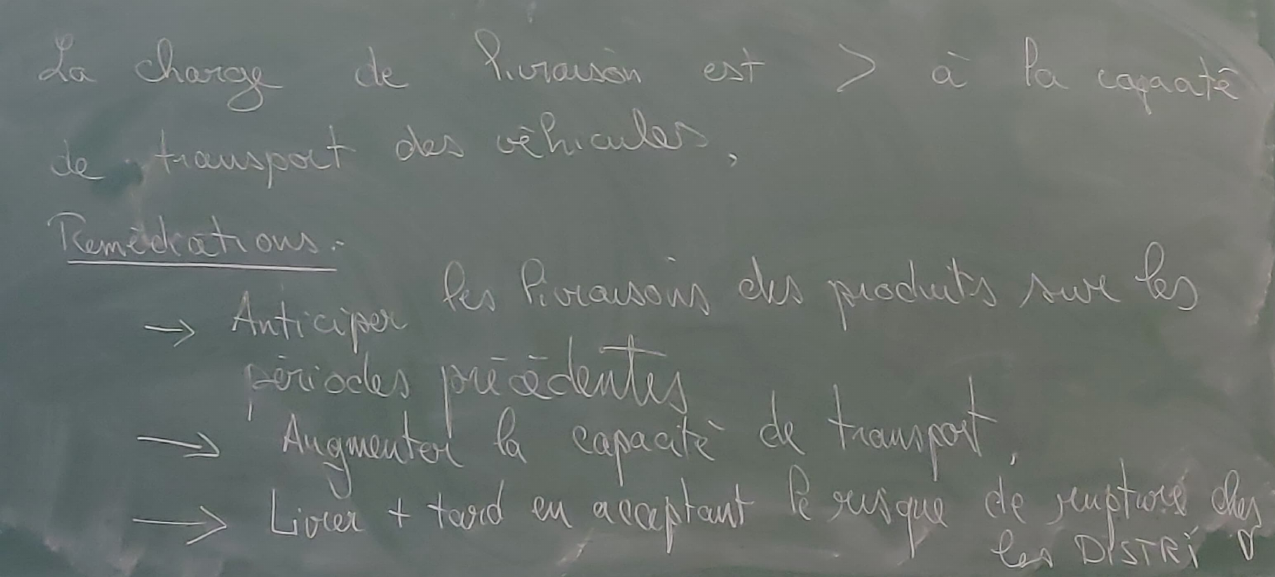 La charge de livraison est > à la capacité
de transport des véhicules,
Remédiations :-
→ Anticiper les livraisons des produits sur les
périodes précédentes
→ Augmenter la capacité de transport,
→ Livrer + tard en acceptant le risque de rupture chez
les DISTRI